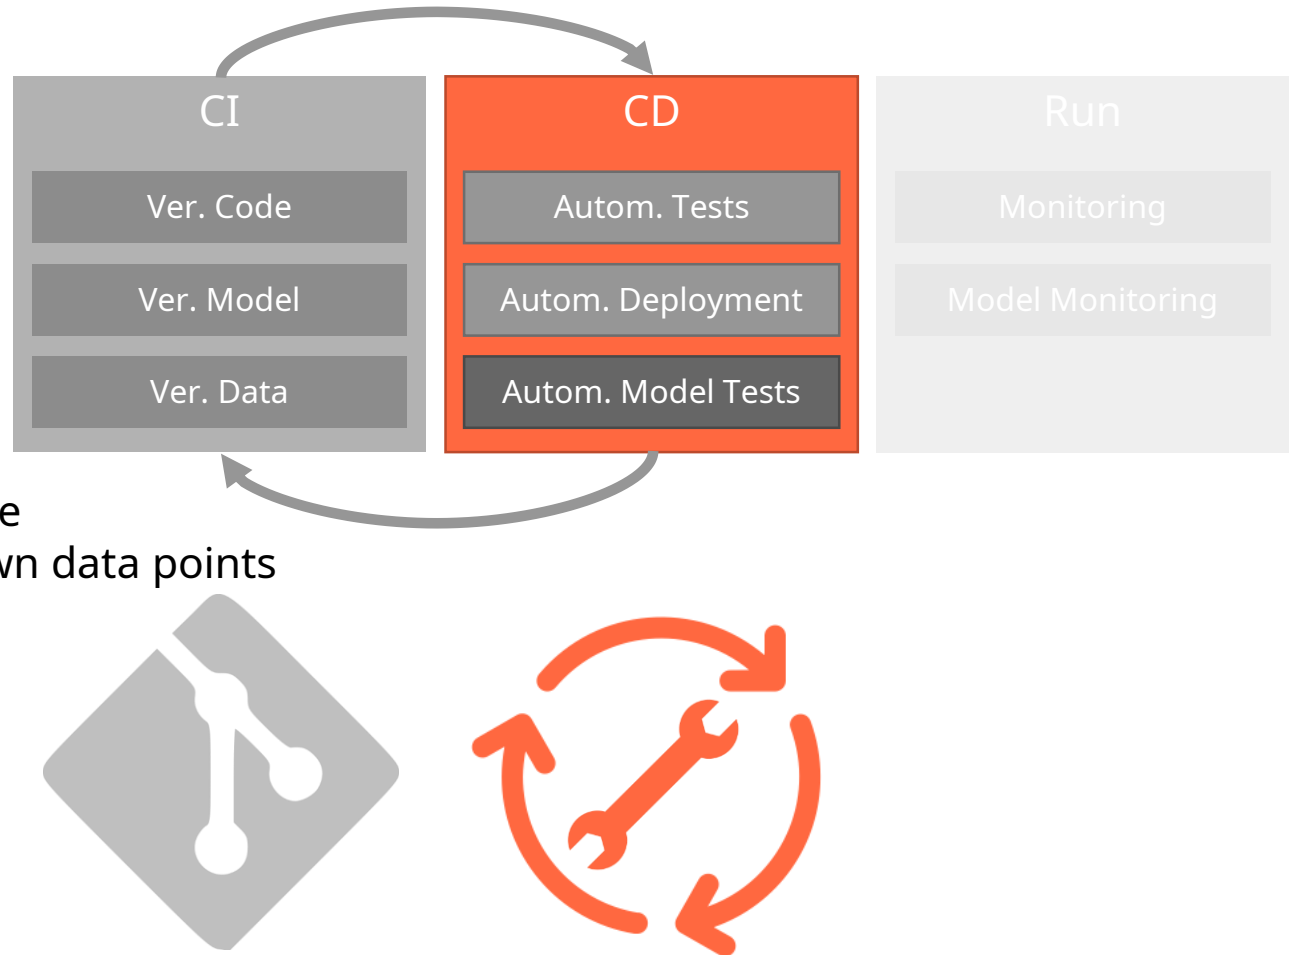 CI
Ver. Code
Ver. Model
Ver. Data
CD
Autom. Tests
Autom. Deployment
Autom. Model Tests
Run
Monitoring
Model Monitoring
data points